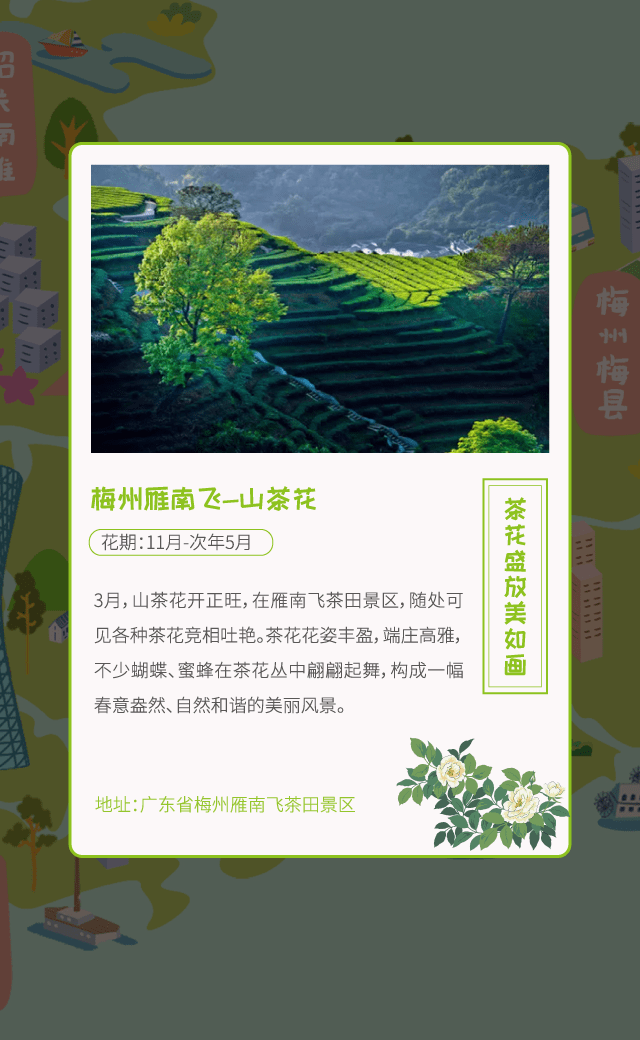 梅州雁南飞—山茶花
花期：11月-次年5月
3月，山茶花开正旺，在雁南飞茶田景区，随处可
见各种茶花竞相吐艳。茶花花姿丰盈，端庄高雅，
不少蝴蝶、蜜蜂在茶花丛中翩翩起舞，构成一幅
春意盎然、自然和谐的美丽风景。
茶花盛放美如画
地址：广东省梅州雁南飞茶田景区
梅州梅县